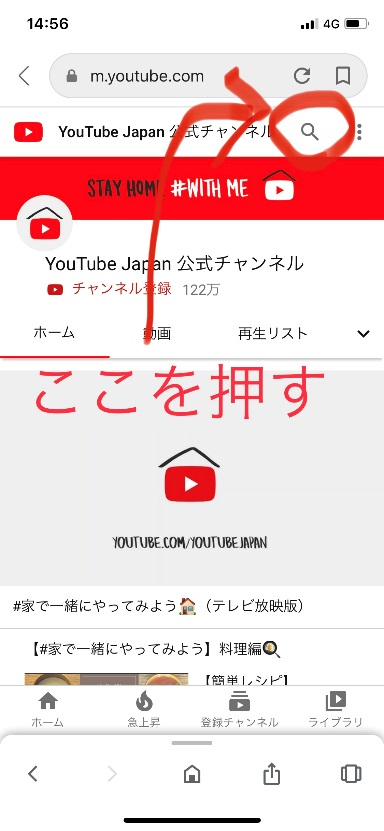 14:56
4G
m.youtube.com
YouTube Japan 公式チャンネル
STAY HOME #WITH ME
YouTube Japan 公式チャンネル
チャンネル登録 122万
ホーム 動画 再生リスト
ここを押す
YOUTUBE.COM/YOUTUBEJAPAN
#家で一緒にやってみよう🏠（テレビ放映版）
【#家で一緒にやってみよう】料理編🍳
【簡単レシピ】
ホーム 急上昇 登録チャンネル ライブラリ